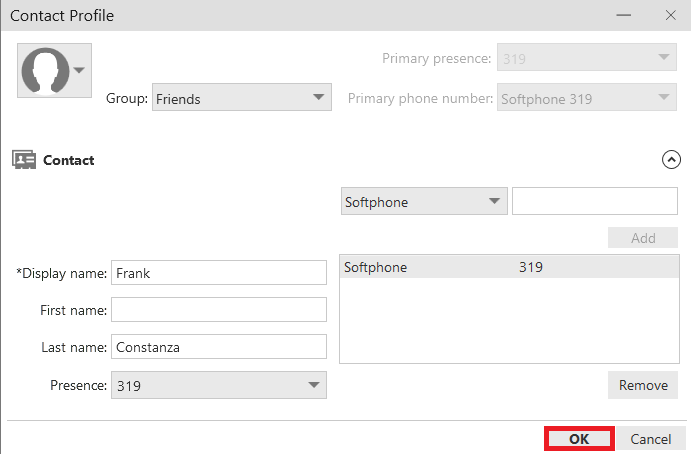 Contact Profile
Primary presence: 319
Group: Friends
Primary phone number: Softphone 319
Contact
Softphone
Add
*Display name: Frank
Softphone 319
First name:
Last name: Constanza
Presence: 319
Remove
OK Cancel